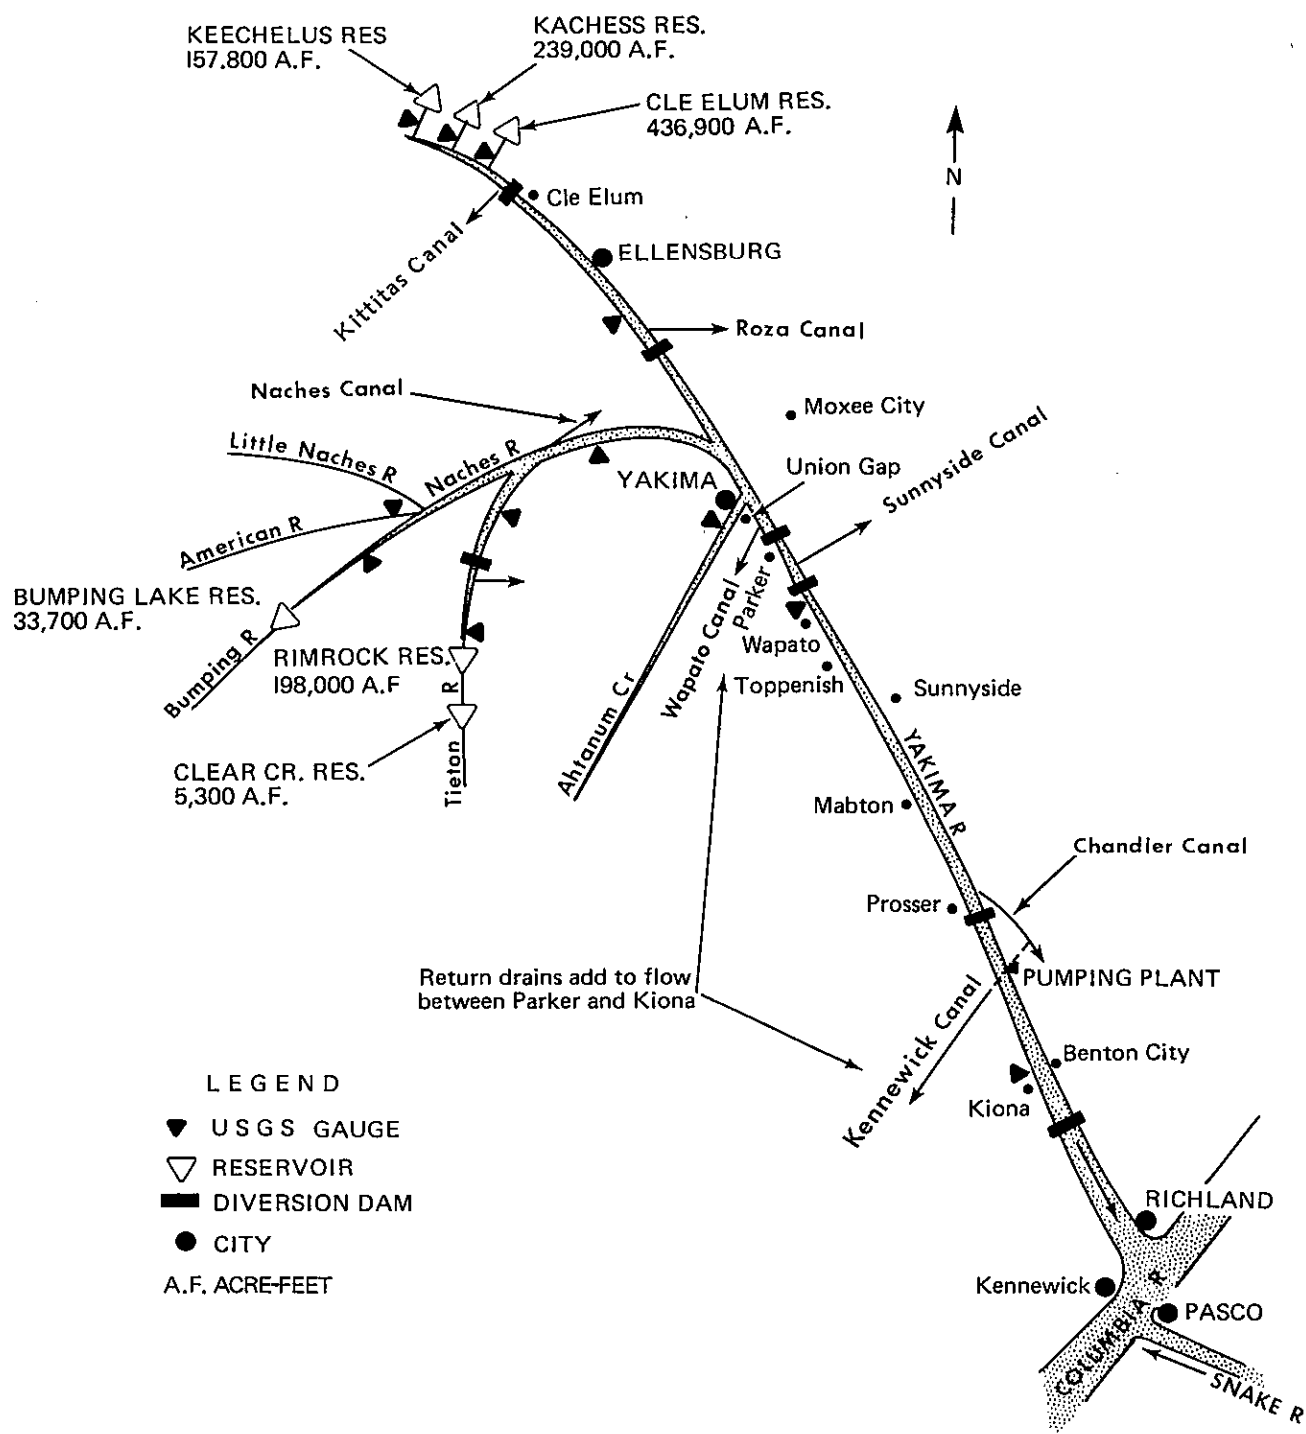 KEECHELUS RES
157,800 A.F.
KACHESS RES.
239,000 A.F.
CLE ELUM RES.
436,900 A.F.
N
Cle Elum
Kittitas Canal
ELLENSBURG
Roza Canal
Naches Canal
Moxee City
Little Naches R
Naches R
Union Gap
Sunnyside Canal
YAKIMA
American R
BUMPING LAKE RES.
33,700 A.F.
Wapato Canal
Parker
Bumping R
RIMROCK RES.
198,000 A.F
Wapato
Toppenish
Sunnyside
Ahtanum Cr
CLEAR CR. RES.
5,300 A.F.
Tieton R
YAKIMA R
Mabton
Chandler Canal
Prosser
Return drains add to flow
between Parker and Kiona
PUMPING PLANT
Kennewick Canal
Benton City
Kiona
LEGEND
USGS GAUGE
RESERVOIR
DIVERSION DAM
CITY
A.F. ACRE-FEET
RICHLAND
Kennewick
COLUMBIA R
PASCO
SNAKE R